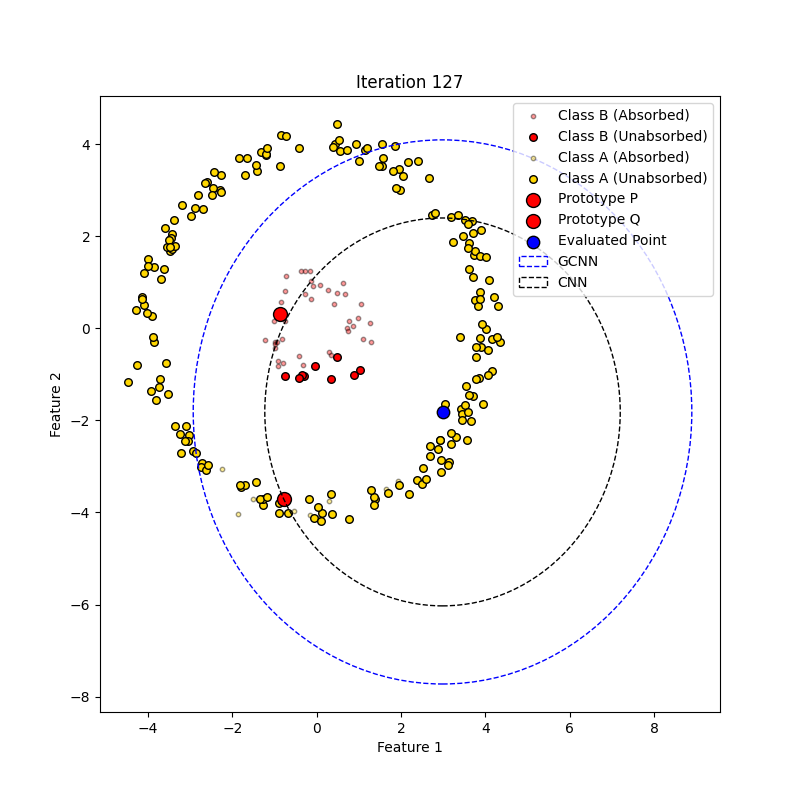 Iteration 127
Class B (Absorbed)
Class B (Unabsorbed)
Class A (Absorbed)
Class A (Unabsorbed)
Prototype P
Prototype Q
Evaluated Point
GCNN
CNN
Feature 2
4
2
0
−2
−4
−6
−8
−4 −2 0 2 4 6 8
Feature 1